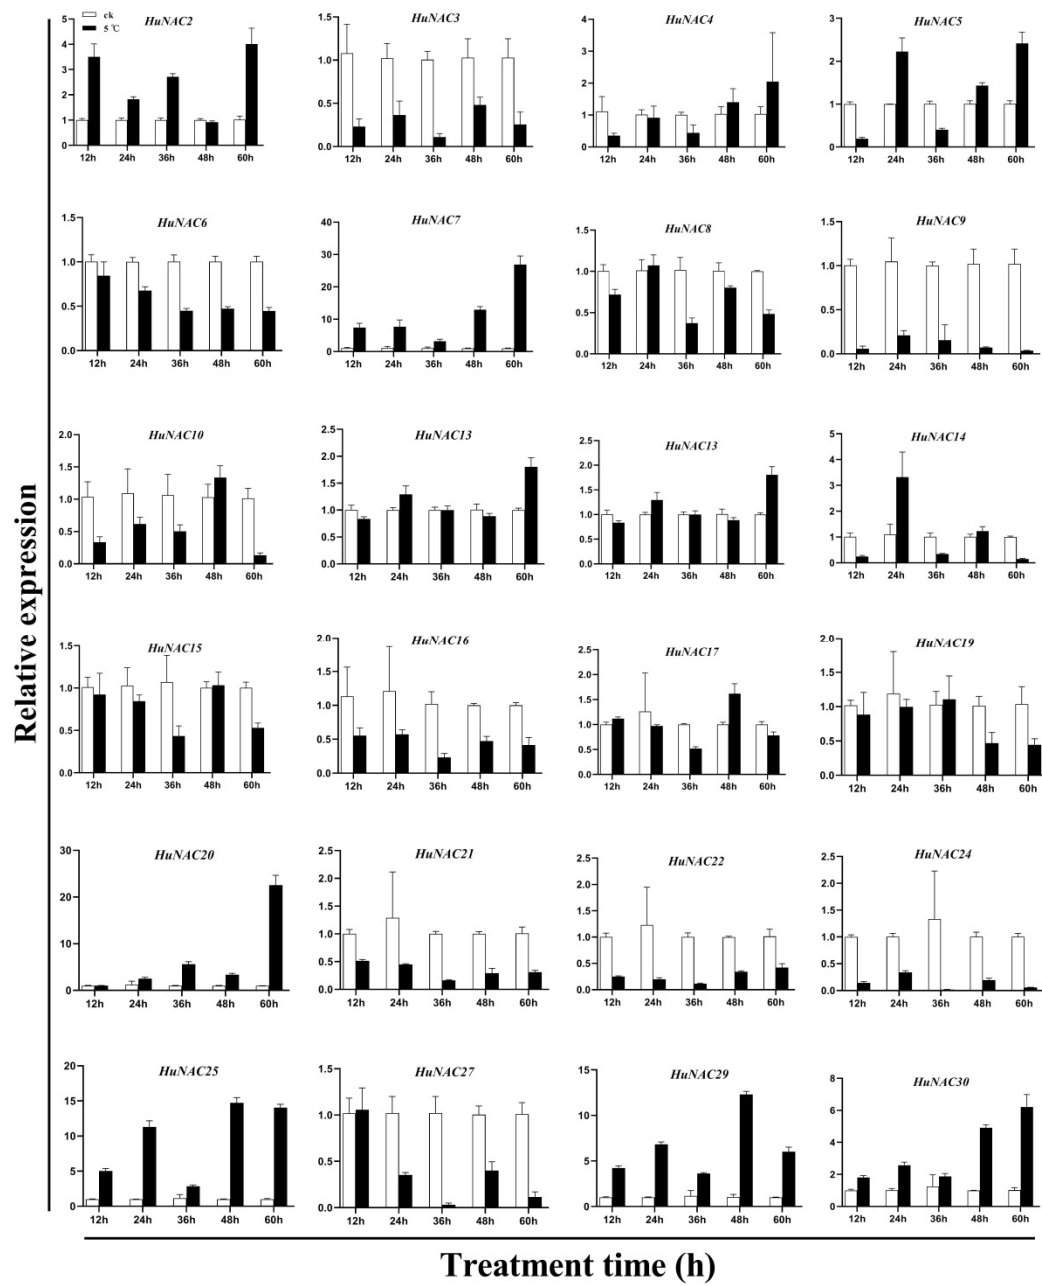 HuNAC2
ck
5 ℃
5
4
3
2
1
0
12h 24h 36h 48h 60h
HuNAC3
1.5
1.0
0.5
0.0
12h 24h 36h 48h 60h
HuNAC4
4
3
2
1
0
12h 24h 36h 48h 60h
HuNAC5
3
2
1
0
12h 24h 36h 48h 60h
HuNAC6
1.5
1.0
0.5
0.0
12h 24h 36h 48h 60h
HuNAC7
40
30
20
10
0
12h 24h 36h 48h 60h
HuNAC8
1.5
1.0
0.5
0.0
12h 24h 36h 48h 60h
HuNAC9
1.5
1.0
0.5
0.0
12h 24h 36h 48h 60h
HuNAC10
2.0
1.5
1.0
0.5
0.0
12h 24h 36h 48h 60h
HuNAC13
2.5
2.0
1.5
1.0
0.5
0.0
12h 24h 36h 48h 60h
HuNAC13
2.5
2.0
1.5
1.0
0.5
0.0
12h 24h 36h 48h 60h
HuNAC14
5
4
3
2
1
0
12h 24h 36h 48h 60h
Relative expression
HuNAC15
1.5
1.0
0.5
0.0
12h 24h 36h 48h 60h
HuNAC16
2.0
1.5
1.0
0.5
0.0
12h 24h 36h 48h 60h
HuNAC17
2.5
2.0
1.5
1.0
0.5
0.0
12h 24h 36h 48h 60h
HuNAC19
2.0
1.5
1.0
0.5
0.0
12h 24h 36h 48h 60h
HuNAC20
30
20
10
0
12h 24h 36h 48h 60h
HuNAC21
2.5
2.0
1.5
1.0
0.5
0.0
12h 24h 36h 48h 60h
HuNAC22
2.5
2.0
1.5
1.0
0.5
0.0
12h 24h 36h 48h 60h
HuNAC24
2.5
2.0
1.5
1.0
0.5
0.0
12h 24h 36h 48h 60h
HuNAC25
20
15
10
5
0
12h 24h 36h 48h 60h
HuNAC27
1.5
1.0
0.5
0.0
12h 24h 36h 48h 60h
HuNAC29
15
10
5
0
12h 24h 36h 48h 60h
HuNAC30
8
6
4
2
0
12h 24h 36h 48h 60h
Treatment time (h)